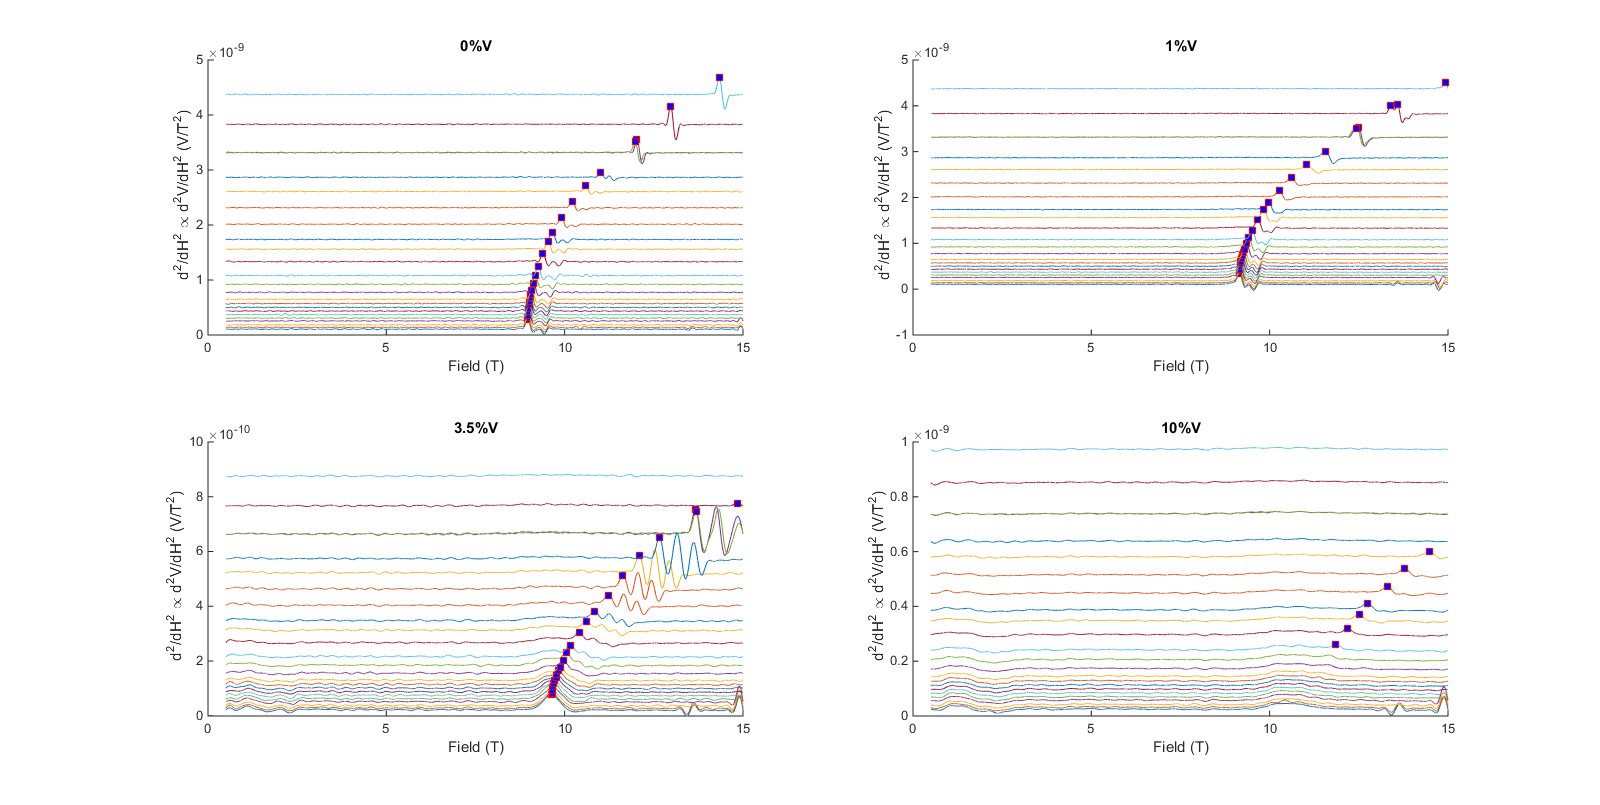 0%V
×10⁻⁹
5
4
3
2
1
0
0 5 10 15
Field (T)
d²/dH² ∝ d²V/dH² (V/T²)
1%V
×10⁻⁹
5
4
3
2
1
0
-1
0 5 10 15
Field (T)
d²/dH² ∝ d²V/dH² (V/T²)
3.5%V
×10⁻¹⁰
10
8
6
4
2
0
0 5 10 15
Field (T)
d²/dH² ∝ d²V/dH² (V/T²)
10%V
×10⁻⁹
1
0.8
0.6
0.4
0.2
0
0 5 10 15
Field (T)
d²/dH² ∝ d²V/dH² (V/T²)